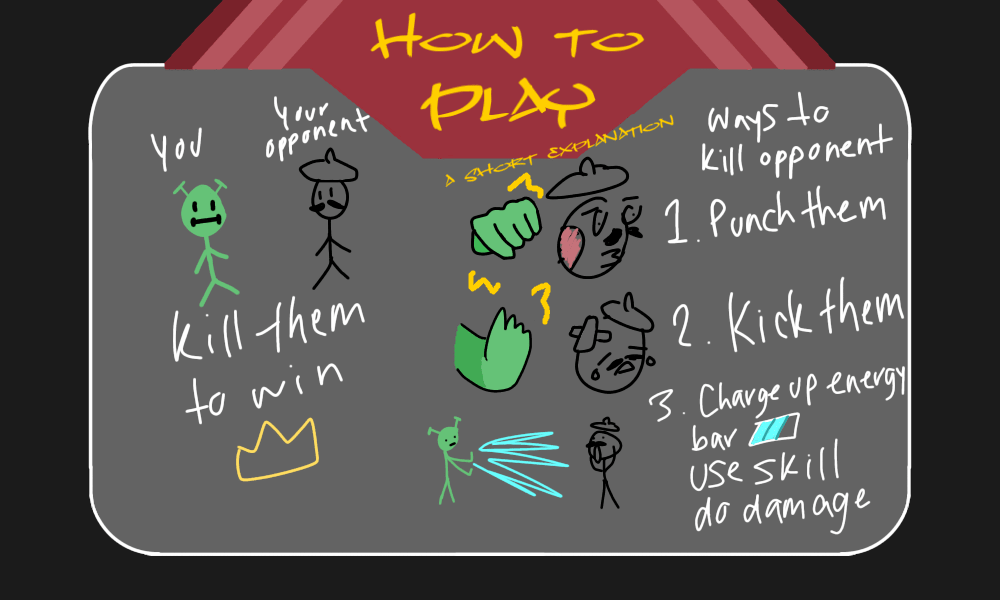 HOW TO
PLAY
A SHORT EXPLANATION
You
Your
opponent
kill them
to win
ways to
kill opponent
1. Punch them
2. Kick them
3. Charge up energy
bar
use skill
do damage